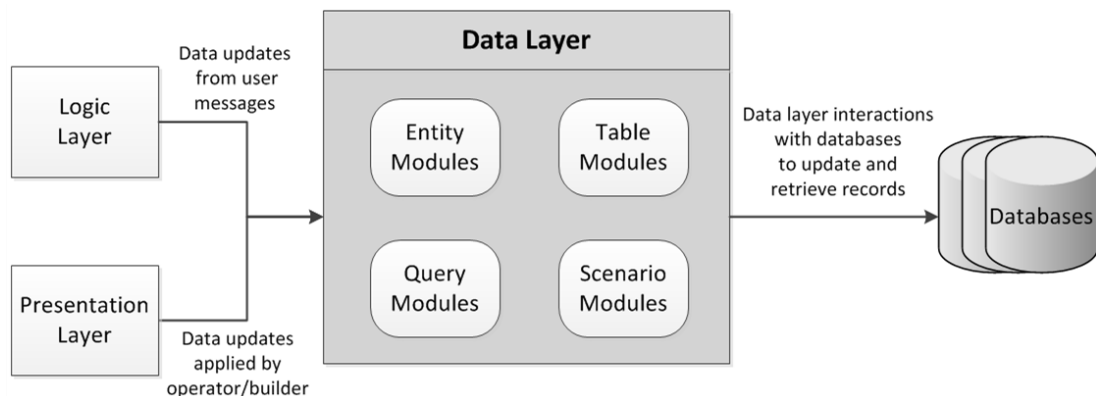 Data Layer
Data updates
from user
messages
Logic
Layer
Entity
Modules
Table
Modules
Data layer interactions
with databases
to update and
retrieve records
Databases
Query
Modules
Scenario
Modules
Presentation
Layer
Data updates
applied by
operator/builder